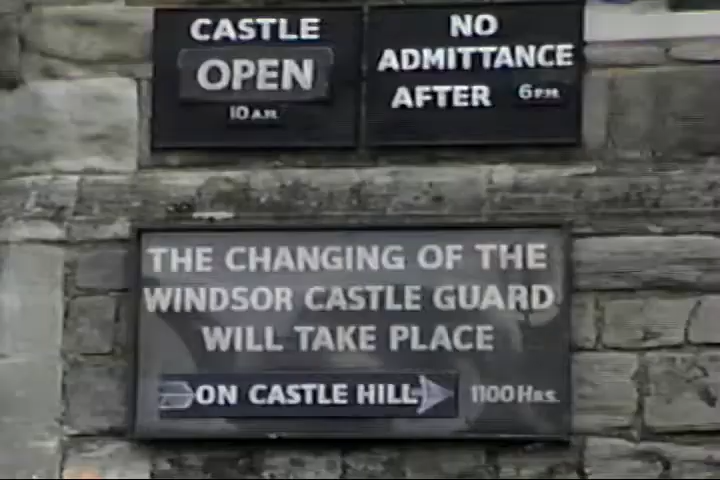 CASTLE
OPEN
10 A.M.
NO
ADMITTANCE
AFTER 6 P.M.
THE CHANGING OF THE
WINDSOR CASTLE GUARD
WILL TAKE PLACE
ON CASTLE HILL 1100 HRS.